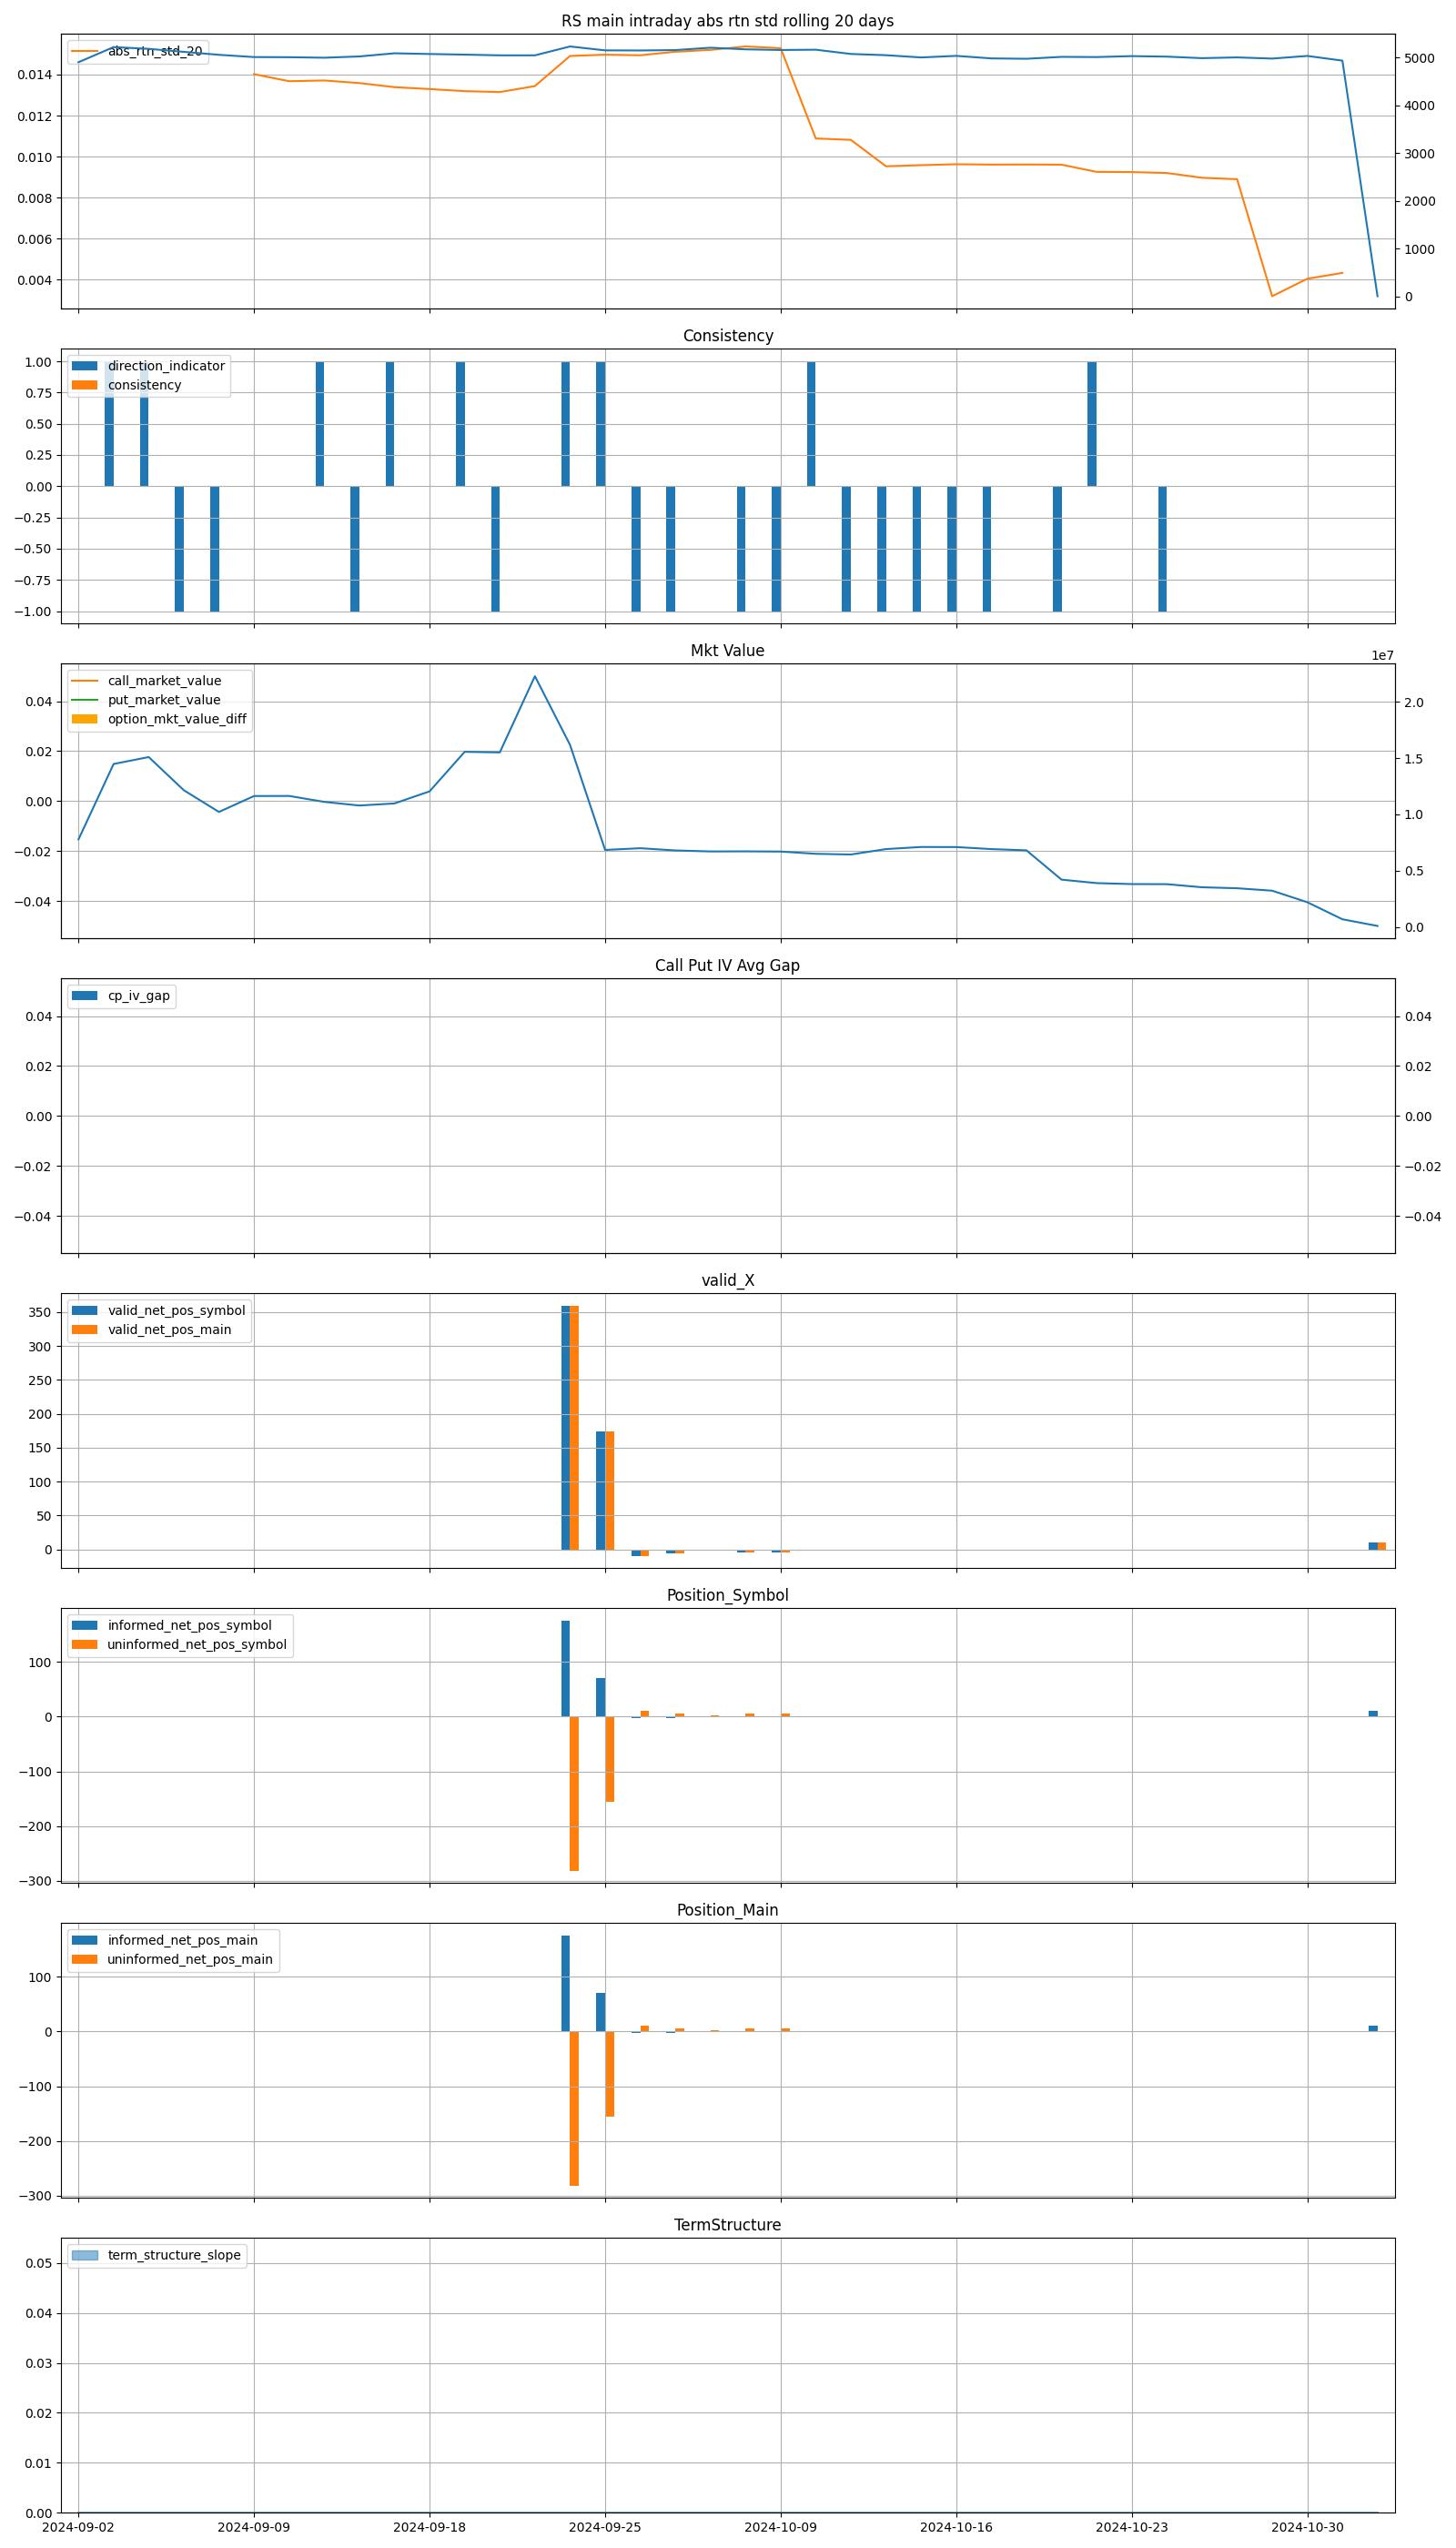 RS main intraday abs rtn std rolling 20 days
abs_rtn_std_20
0.014
0.012
0.010
0.008
0.006
0.004
5000
4000
3000
2000
1000
0
Consistency
direction_indicator
consistency
1.00
0.75
0.50
0.25
0.00
−0.25
−0.50
−0.75
−1.00
Mkt Value
1e7
call_market_value
put_market_value
option_mkt_value_diff
0.04
0.02
0.00
−0.02
−0.04
2.0
1.5
1.0
0.5
0.0
Call Put IV Avg Gap
cp_iv_gap
0.04
0.02
0.00
−0.02
−0.04
0.04
0.02
0.00
−0.02
−0.04
valid_X
valid_net_pos_symbol
valid_net_pos_main
350
300
250
200
150
100
50
0
Position_Symbol
informed_net_pos_symbol
uninformed_net_pos_symbol
100
0
−100
−200
−300
Position_Main
informed_net_pos_main
uninformed_net_pos_main
100
0
−100
−200
−300
TermStructure
term_structure_slope
0.05
0.04
0.03
0.02
0.01
0.00
2024-09-02 2024-09-09 2024-09-18 2024-09-25 2024-10-09 2024-10-16 2024-10-23 2024-10-30